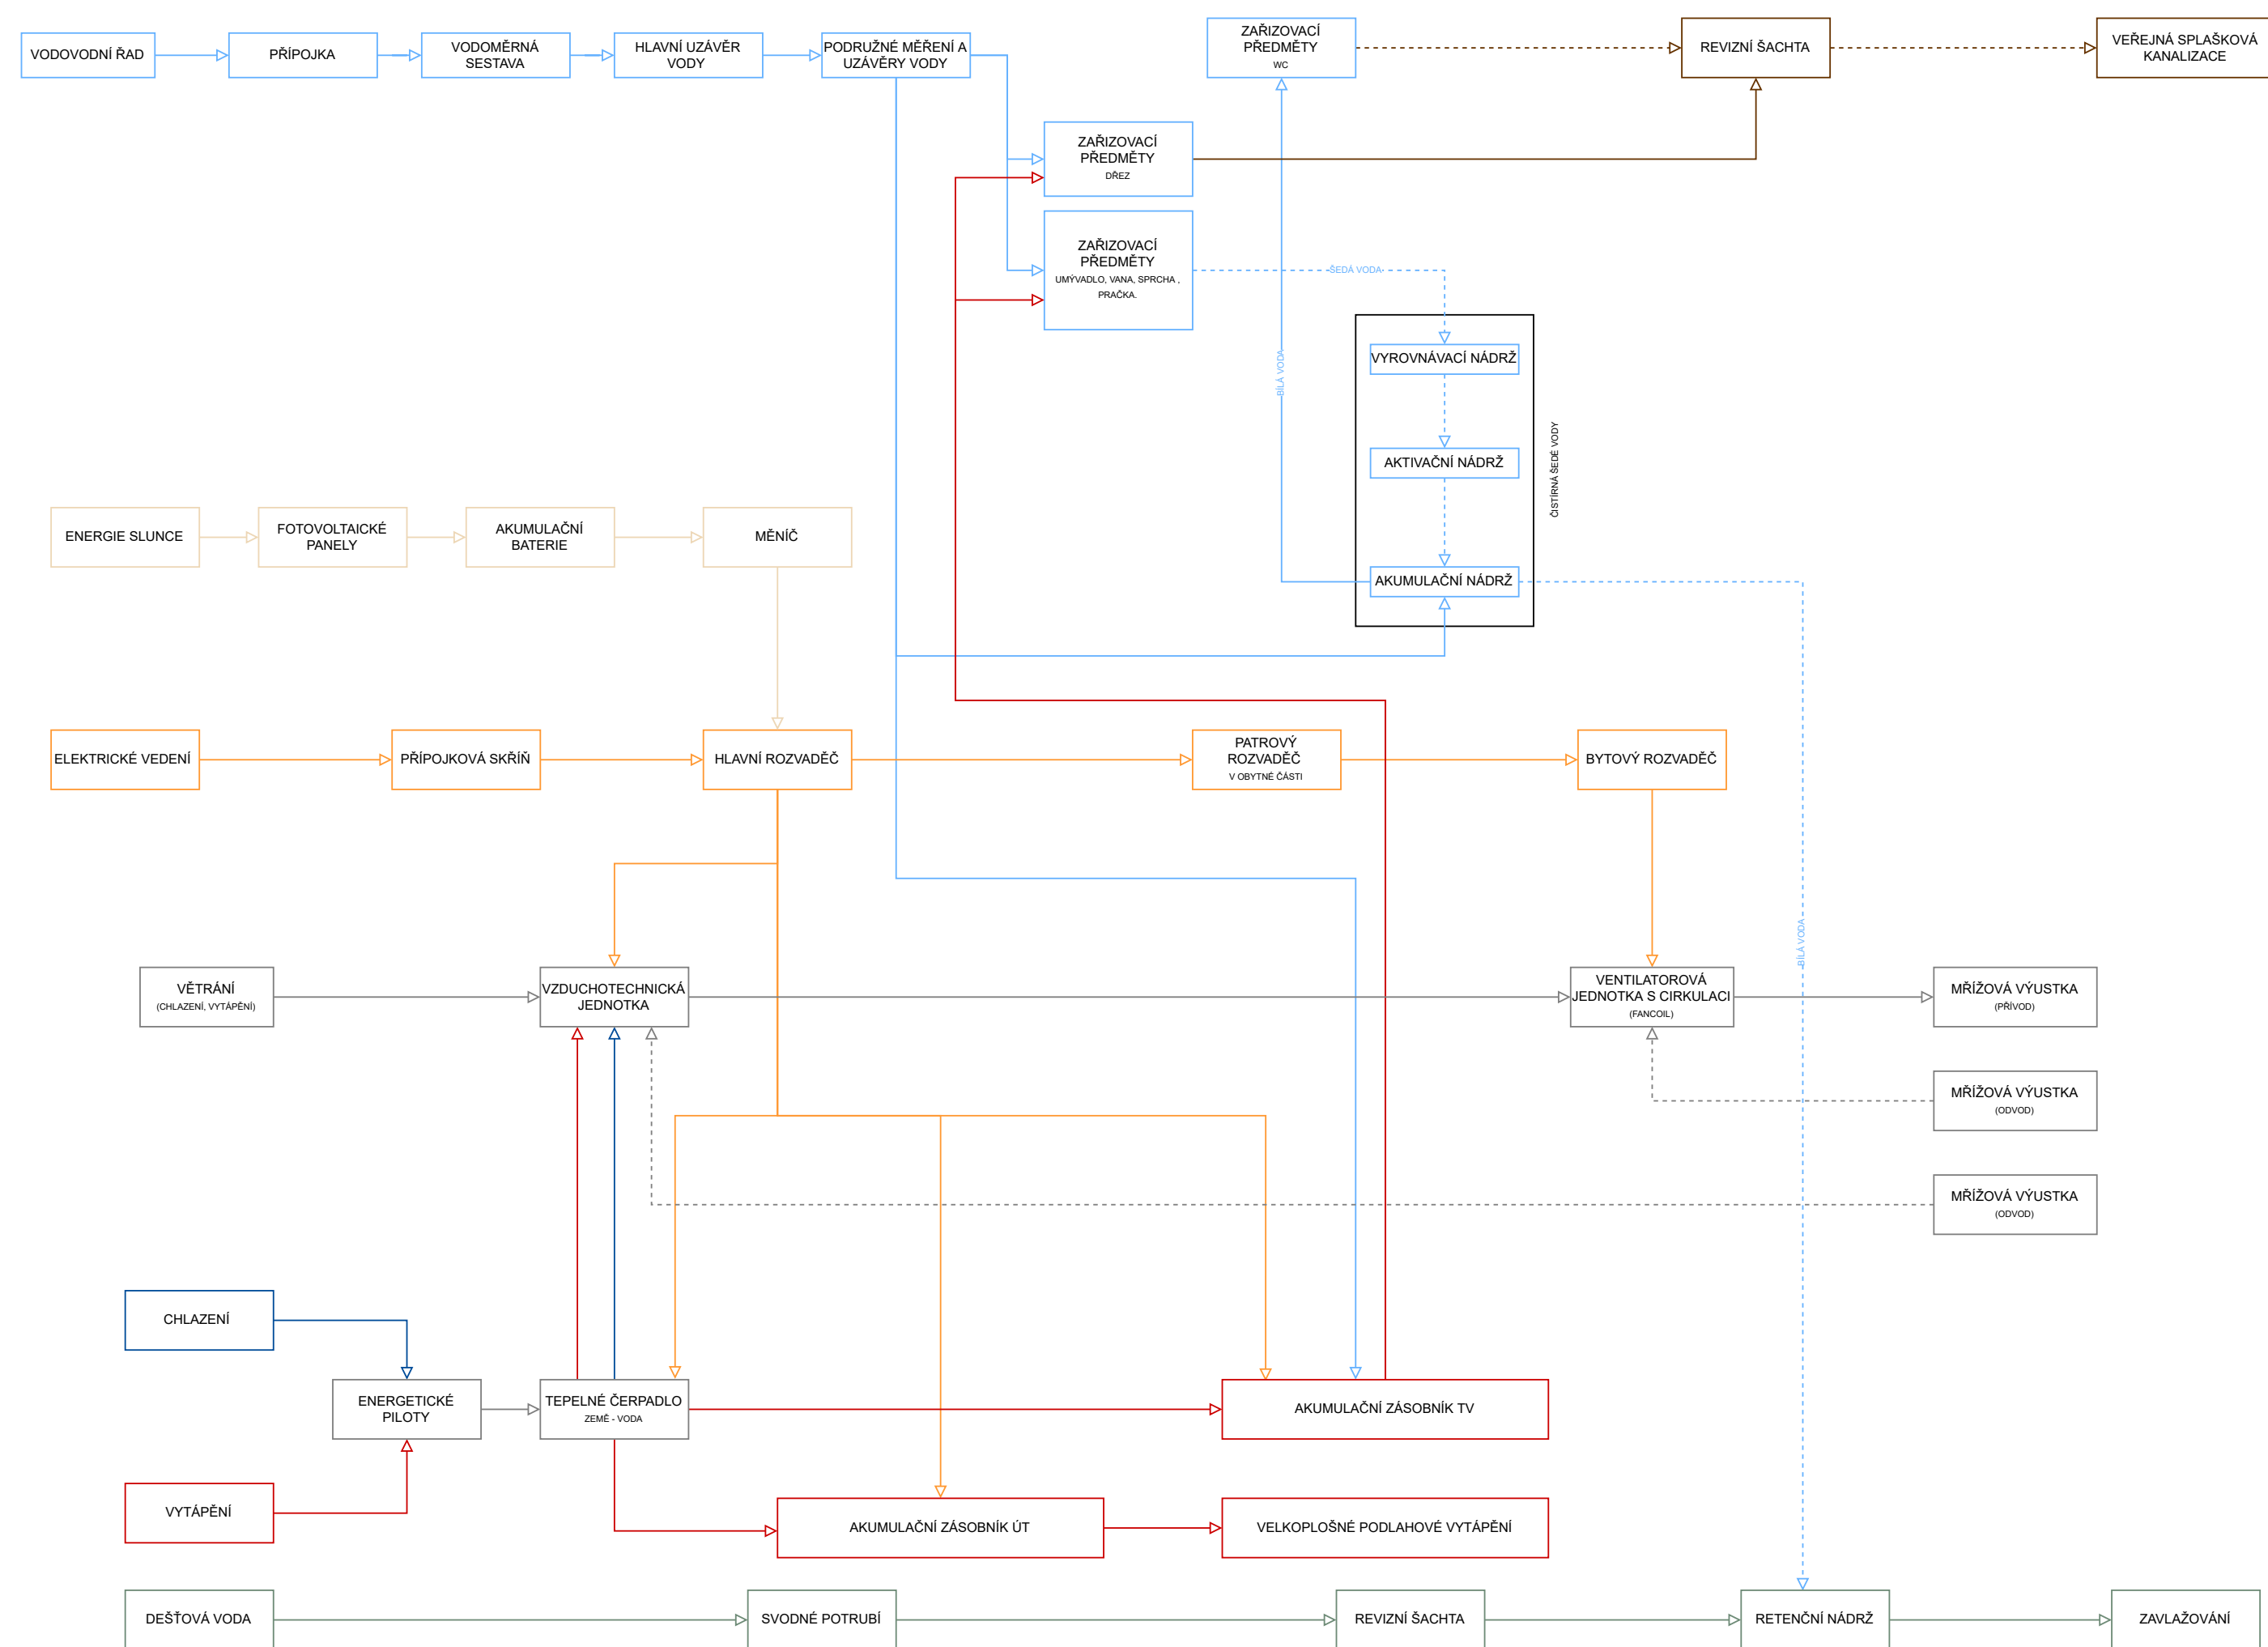 VODOVODNÍ ŘAD
PŘÍPOJKA
VODOMĚRNÁ
SESTAVA
HLAVNÍ UZÁVĚR
VODY
PODRUŽNÉ MĚŘENÍ A
UZÁVĚRY VODY
ZAŘIZOVACÍ
PŘEDMĚTY
WC
REVIZNÍ ŠACHTA
VEŘEJNÁ SPLAŠKOVÁ
KANALIZACE
ZAŘIZOVACÍ
PŘEDMĚTY
DŘEZ
ZAŘIZOVACÍ
PŘEDMĚTY
UMÝVADLO, VANA, SPRCHA ,
PRAČKA.
ŠEDÁ VODA
BÍLÁ VODA
VYROVNÁVACÍ NÁDRŽ
AKTIVAČNÍ NÁDRŽ
AKUMULAČNÍ NÁDRŽ
ČISTÍRNÁ ŠEDÉ VODY
ENERGIE SLUNCE
FOTOVOLTAICKÉ
PANELY
AKUMULAČNÍ
BATERIE
MĚNÍČ
ELEKTRICKÉ VEDENÍ
PŘÍPOJKOVÁ SKŘÍŇ
HLAVNÍ ROZVADĚČ
PATROVÝ
ROZVADĚČ
V OBYTNÉ ČÁSTI
BYTOVÝ ROZVADĚČ
BÍLÁ VODA
VĚTRÁNÍ
(CHLAZENÍ, VYTÁPĚNÍ)
VZDUCHOTECHNICKÁ
JEDNOTKA
VENTILATOROVÁ
JEDNOTKA S CIRKULACI
(FANCOIL)
MŘÍŽOVÁ VÝUSTKA
(PŘÍVOD)
MŘÍŽOVÁ VÝUSTKA
(ODVOD)
MŘÍŽOVÁ VÝUSTKA
(ODVOD)
CHLAZENÍ
ENERGETICKÉ
PILOTY
TEPELNÉ ČERPADLO
ZEMĚ - VODA
AKUMULAČNÍ ZÁSOBNÍK TV
VYTÁPĚNÍ
AKUMULAČNÍ ZÁSOBNÍK ÚT
VELKOPLOŠNÉ PODLAHOVÉ VYTÁPĚNÍ
DEŠŤOVÁ VODA
SVODNÉ POTRUBÍ
REVIZNÍ ŠACHTA
RETENČNÍ NÁDRŽ
ZAVLAŽOVÁNÍ